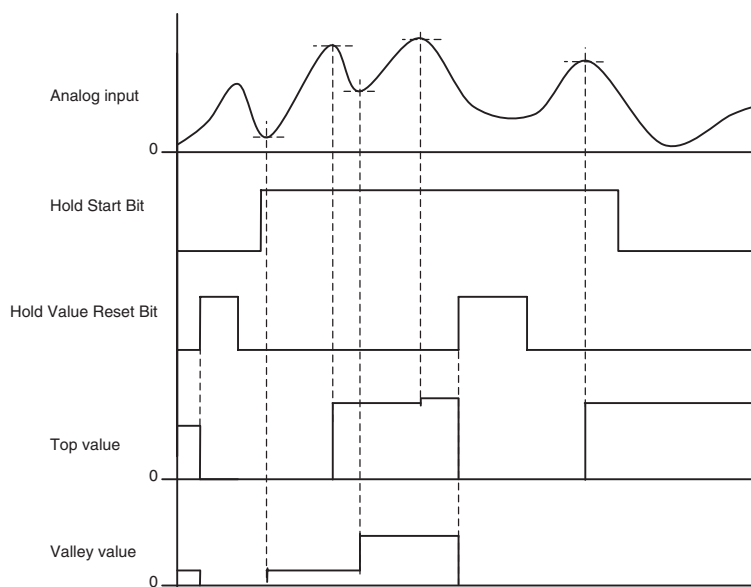 Analog input
0
Hold Start Bit
Hold Value Reset Bit
Top value
0
Valley value
0